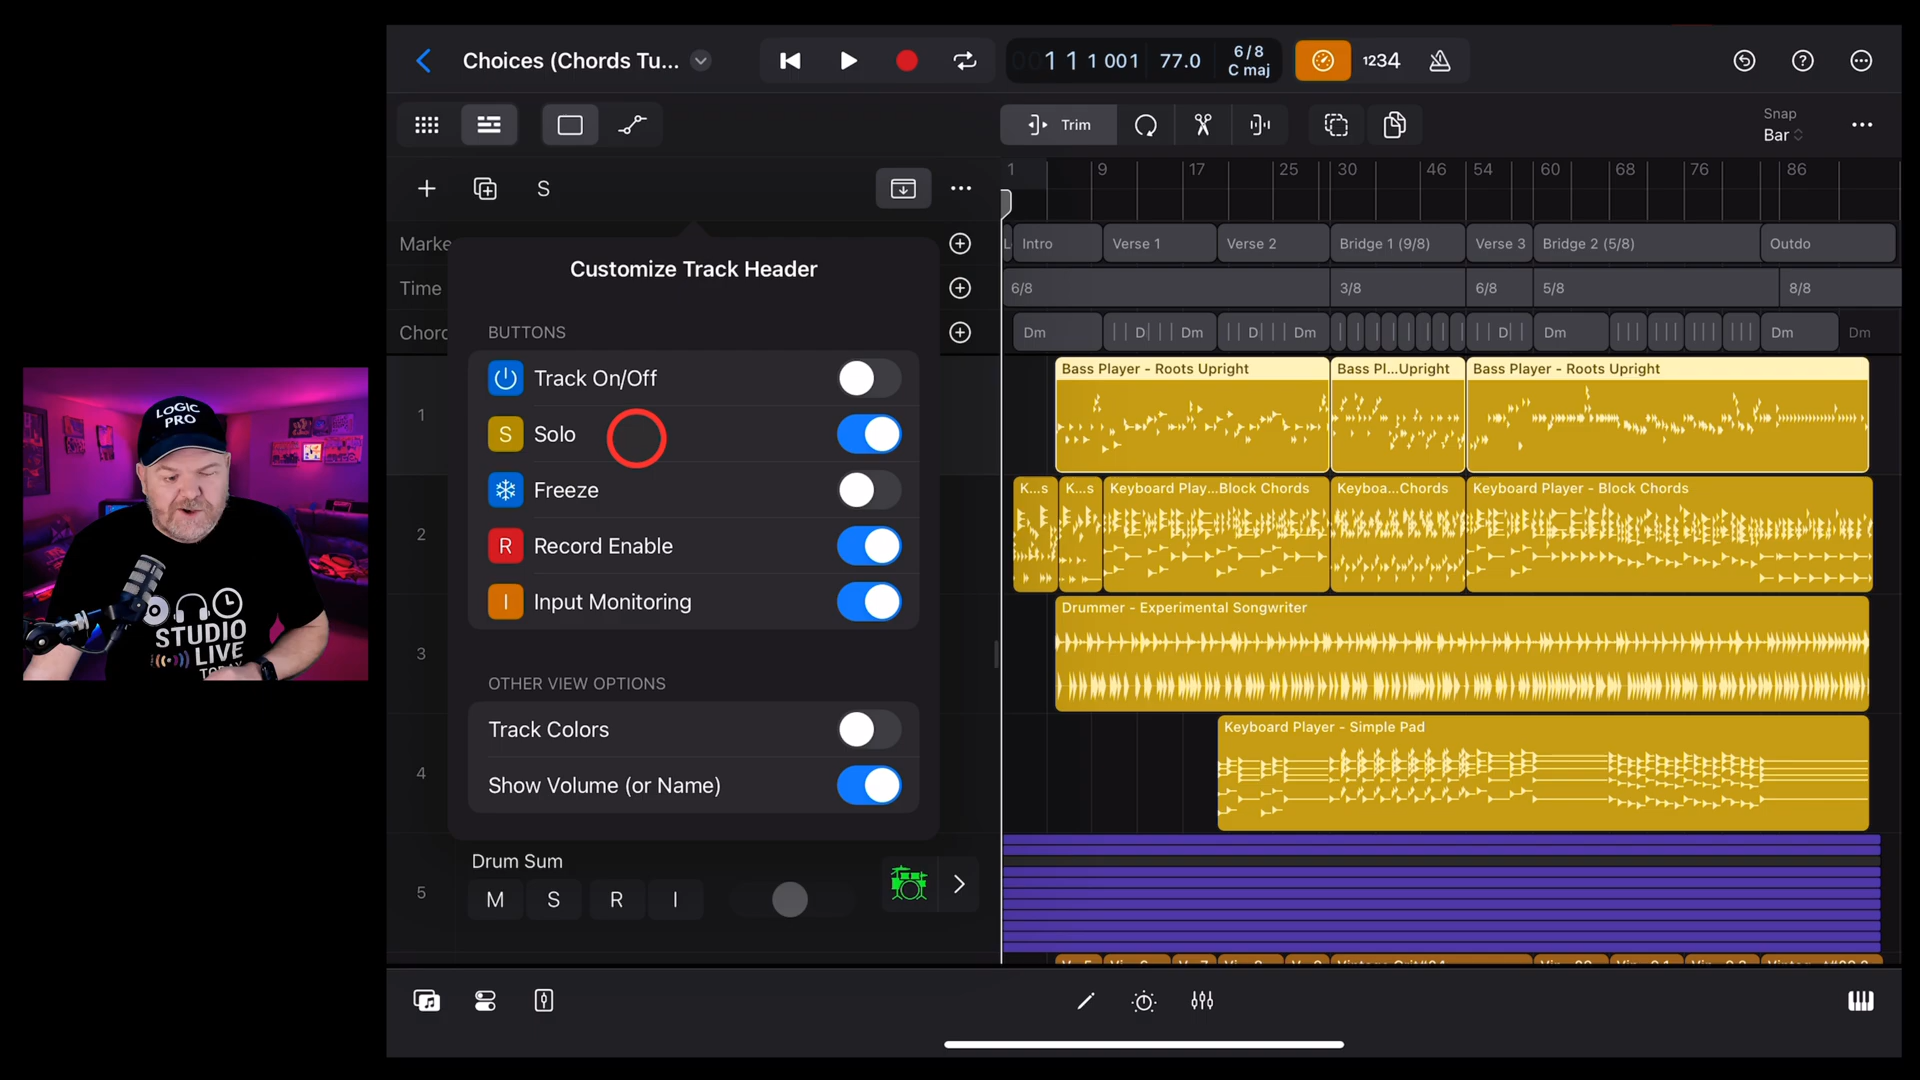 Choices (Chords Tu...
1 1 1 001
77.0
6/8
C maj
1234
Trim
Snap
Bar
S
1
9
17
25
30
46
54
60
68
76
86
Marke
Intro
Verse 1
Verse 2
Bridge 1 (9/8)
Verse 3
Bridge 2 (5/8)
Outdo
Time
6/8
3/8
6/8
5/8
8/8
Chord
Dm
D
Dm
D
Dm
D
Dm
Dm
Dm
Customize Track Header
BUTTONS
Track On/Off
S
Solo
Freeze
R
Record Enable
I
Input Monitoring
OTHER VIEW OPTIONS
Track Colors
Show Volume (or Name)
1
Bass Player - Roots Upright
Bass Pl...Upright
Bass Player - Roots Upright
2
K...s
K...s
Keyboard Play...Block Chords
Keyboa...Chords
Keyboard Player - Block Chords
3
Drummer - Experimental Songwriter
4
Keyboard Player - Simple Pad
5
Drum Sum
M
S
R
I
LOGIC
PRO
STUDIO
LIVE